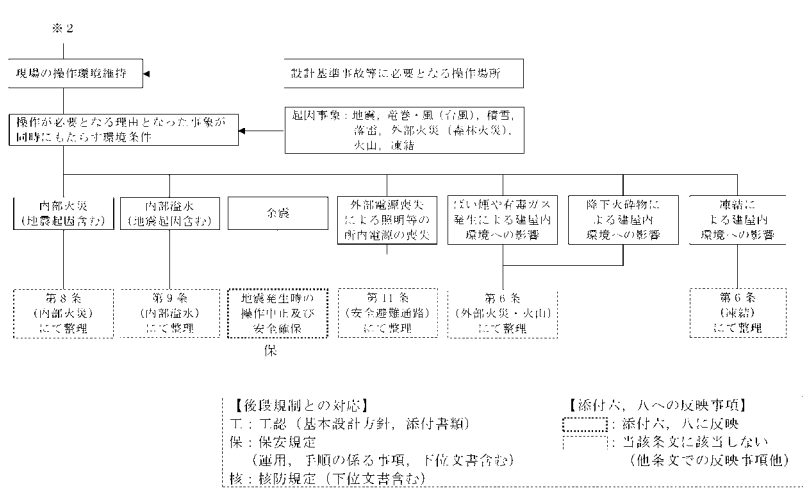 ※2
現場の操作環境維持
設計基準事故等に必要となる操作場所
操作が必要となる理由となった事象が
同時にもたらす環境条件
起因事象:地震,竜巻・風(台風),積雪,
落雷,外部火災(森林火災),
火山,凍結
内部火災
(地震起因含む)
内部溢水
(地震起因含む)
余震
外部電源喪失
による照明等の
所内電源の喪失
ばい煙や有毒ガス
発生による建屋内
環境への影響
降下火砕物に
よる建屋内
環境への影響
凍結に
よる建屋内
環境への影響
第8条
(内部火災)
にて整理
第9条
(内部溢水)
にて整理
地震発生時の
操作中止及び
安全確保
保
第11条
(安全避難通路)
にて整理
第6条
(外部火災・火山)
にて整理
第6条
(凍結)
にて整理
【後段規制との対応】
工:工認(基本設計方針,添付書類)
保:保安規定
(運用,手順の係る事項,下位文書含む)
核:核防規定(下位文書含む)
【添付六,八への反映事項】
:添付六,八に反映
:当該条文に該当しない
(他条文での反映事項他)